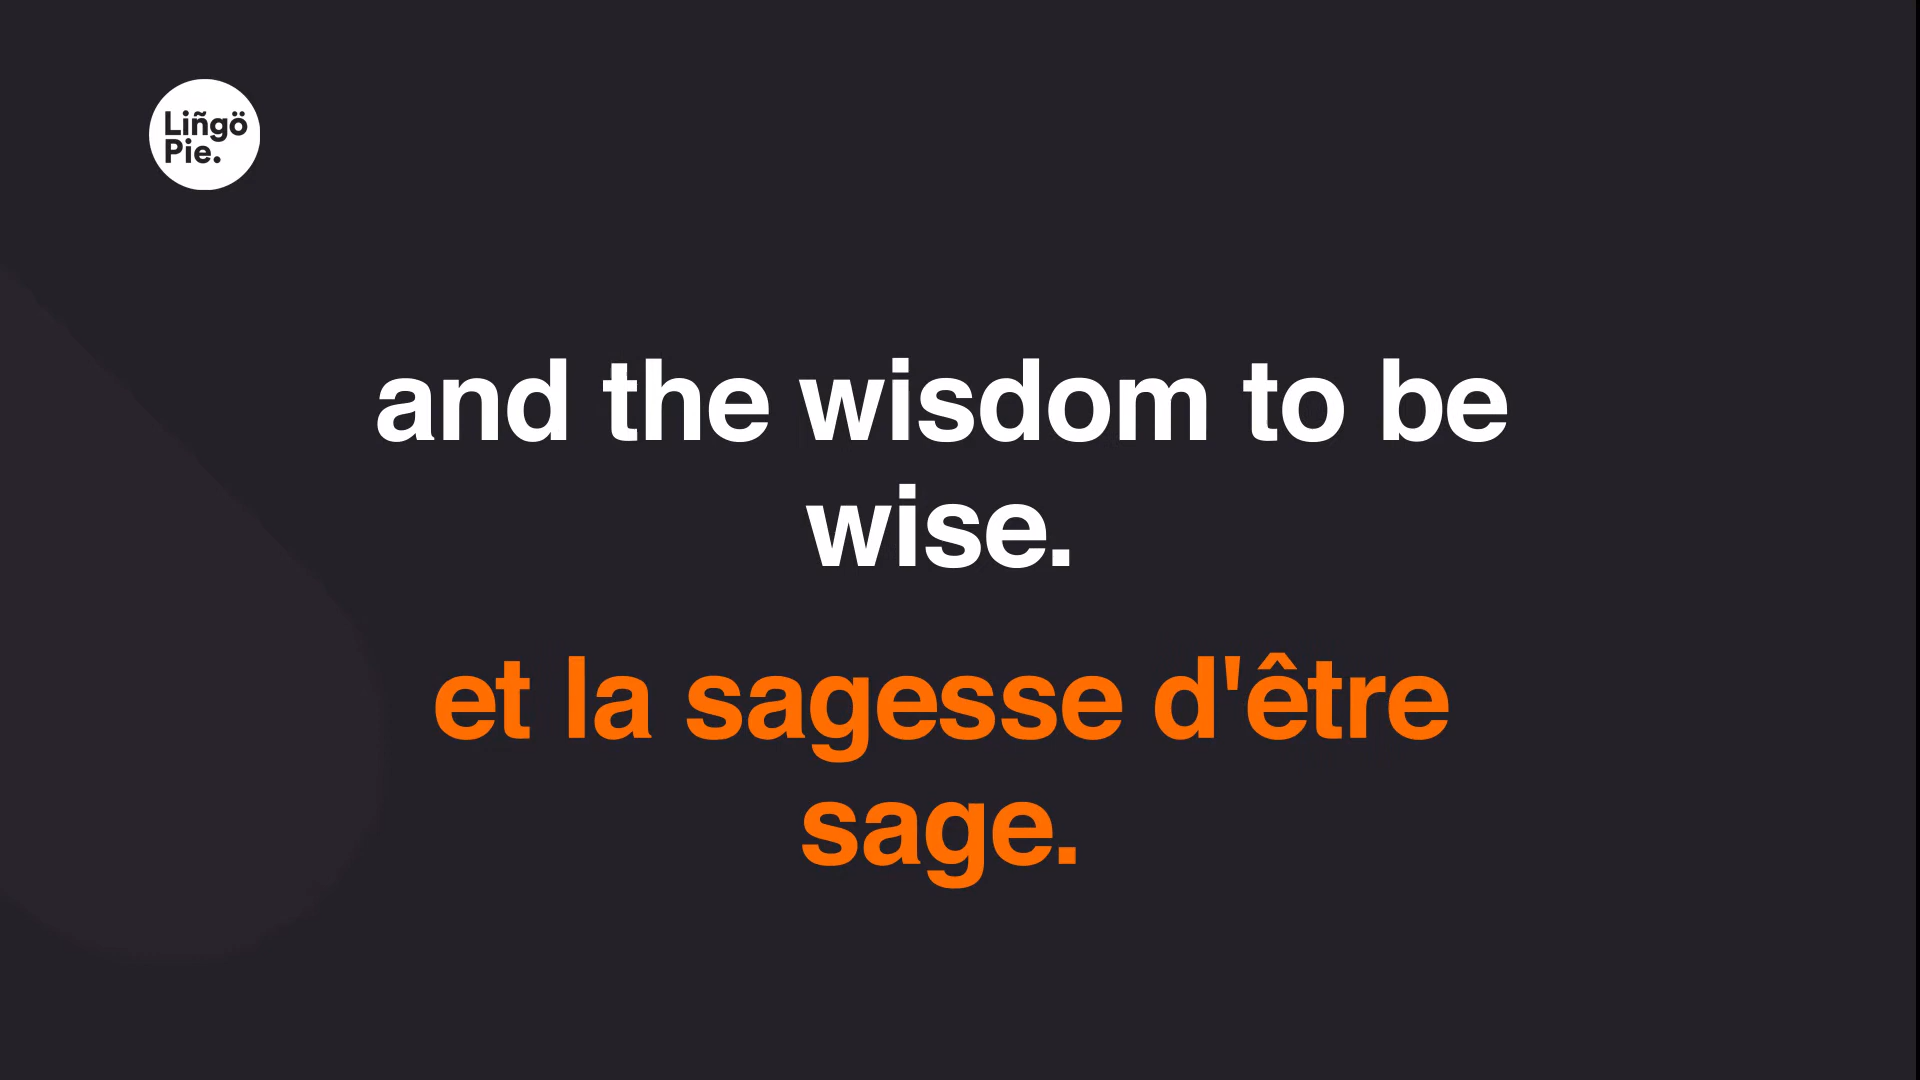 Liñgö
Pie.
and the wisdom to be
wise.
et la sagesse d'être
sage.